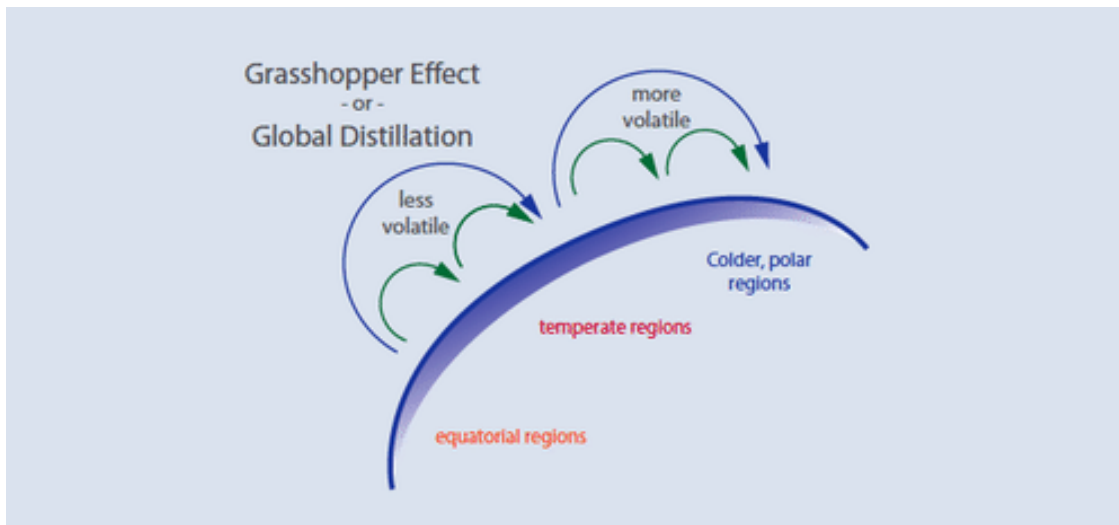 Grasshopper Effect
- or -
Global Distillation
more
volatile
less
volatile
Colder, polar
regions
temperate regions
equatorial regions